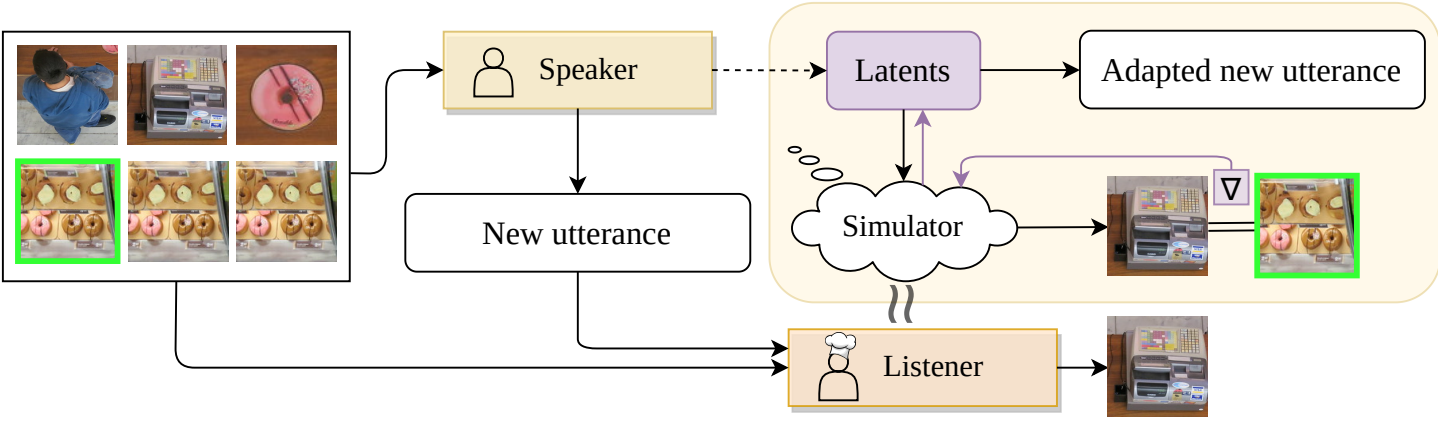 Speaker
Latents
Adapted new utterance
New utterance
Simulator
∇
Listener